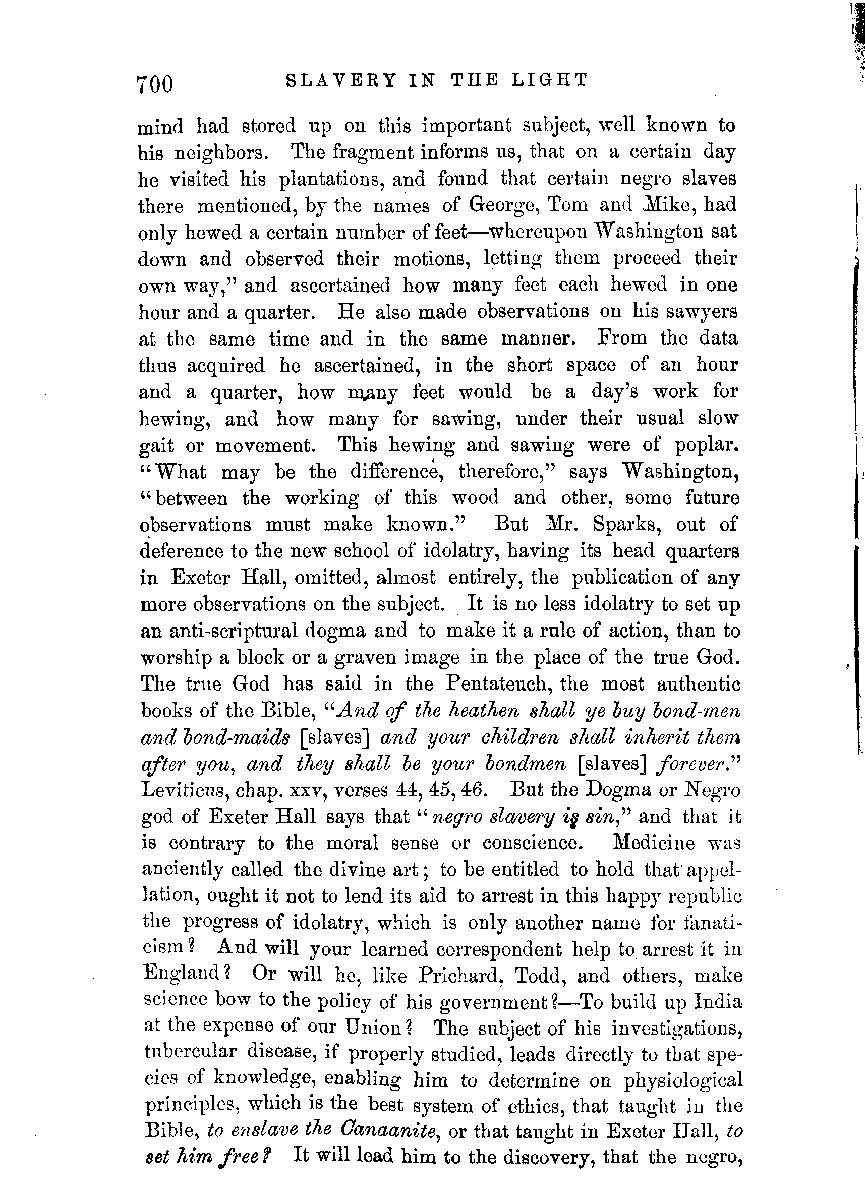 700 SLAVERY IN THE LIGHT
mind had stored up on this important subject, well known to
his neighbors. The fragment informs us, that on a certain day
he visited his plantations, and found that certain negro slaves
there mentioned, by the names of George, Tom and Mike, had
only hewed a certain number of feet—whereupon Washington sat
down and observed their motions, letting them proceed their
own way,” and ascertained how many feet each hewed in one
hour and a quarter. He also made observations on his sawyers
at the same time and in the same manner. From the data
thus acquired he ascertained, in the short space of an hour
and a quarter, how many feet would be a day's work for
hewing, and how many for sawing, under their usual slow
gait or movement. This hewing and sawing were of poplar.
“What may be the difference, therefore,” says Washington,
“between the working of this wood and other, some future
observations must make known.” But Mr. Sparks, out of
deference to the new school of idolatry, having its head quarters
in Exeter Hall, omitted, almost entirely, the publication of any
more observations on the subject. It is no less idolatry to set up
an anti-scriptural dogma and to make it a rule of action, than to
worship a block or a graven image in the place of the true God.
The true God has said in the Pentateuch, the most authentic
books of the Bible, “And of the heathen shall ye buy bond-men
and bond-maids [slaves] and your children shall inherit them
after you, and they shall be your bondmen [slaves] forever.”
Leviticus, chap. xxv, verses 44, 45, 46. But the Dogma or Negro
god of Exeter Hall says that “negro slavery is sin,” and that it
is contrary to the moral sense or conscience. Medicine was
anciently called the divine art; to be entitled to hold that appel-
lation, ought it not to lend its aid to arrest in this happy republic
the progress of idolatry, which is only another name for fanati-
cism? And will your learned correspondent help to arrest it in
England? Or will he, like Prichard, Todd, and others, make
science bow to the policy of his government?—To build up India
at the expense of our Union? The subject of his investigations,
tubercular disease, if properly studied, leads directly to that spe-
cies of knowledge, enabling him to determine on physiological
principles, which is the best system of ethics, that taught in the
Bible, to enslave the Canaanite, or that taught in Exeter Hall, to
set him free? It will lead him to the discovery, that the negro,